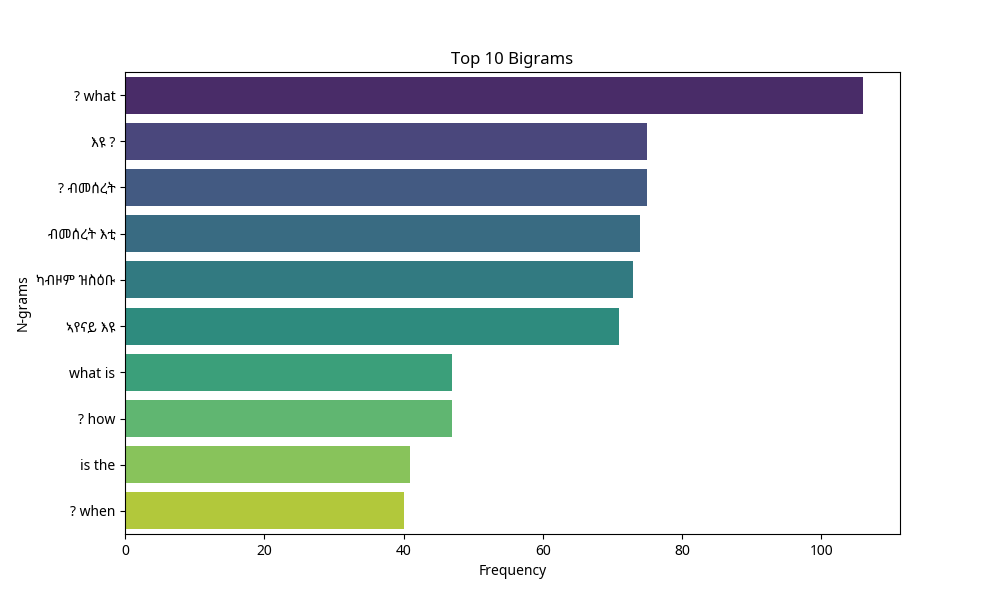 Top 10 Bigrams
? what
እዩ ?
? ብመሰረት
ብመሰረት እቲ
ካብዞም ዝስዕቡ
ኣየናይ እዩ
what is
? how
is the
? when
N-grams
0 20 40 60 80 100
Frequency